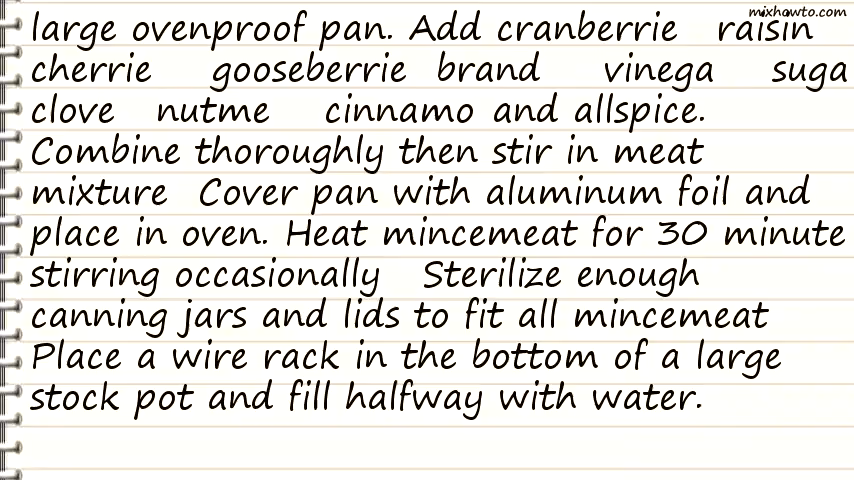 mixhowto.com
large ovenproof pan. Add cranberrie raisin
cherrie gooseberrie brand vinega suga
clove nutme cinnamo and allspice.
Combine thoroughly then stir in meat
mixture Cover pan with aluminum foil and
place in oven. Heat mincemeat for 30 minute
stirring occasionally Sterilize enough
canning jars and lids to fit all mincemeat
Place a wire rack in the bottom of a large
stock pot and fill halfway with water.